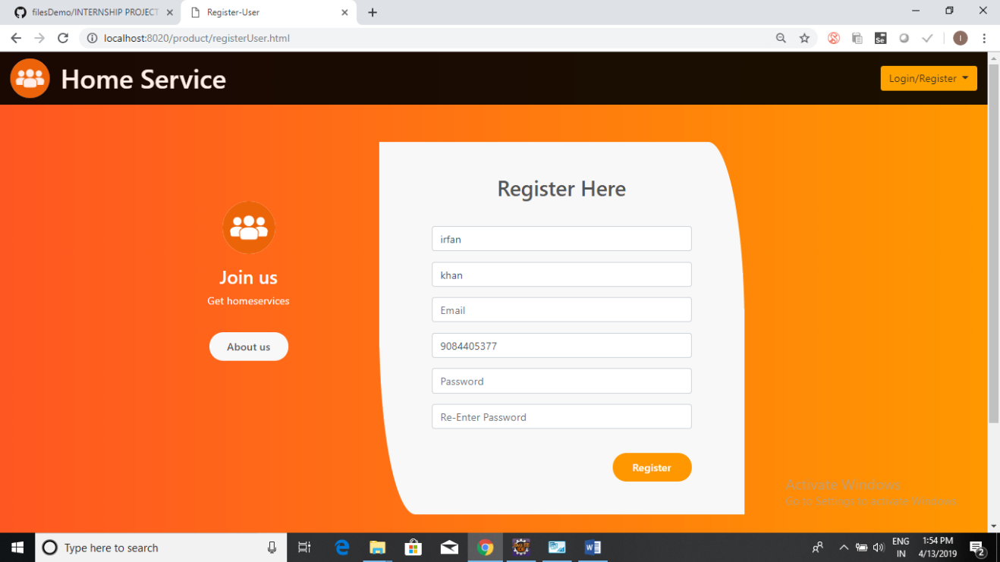 filesDemo/INTERNSHIP PROJECT
Register-User
localhost:8020/product/registerUser.html
Se
I
Home Service
Login/Register
Register Here
irfan
khan
Email
9084405377
Password
Re-Enter Password
Register
Join us
Get homeservices
About us
Activate Windows
Go to Settings to activate Windows.
Type here to search
W
ENG
IN
1:54 PM
4/13/2019
2